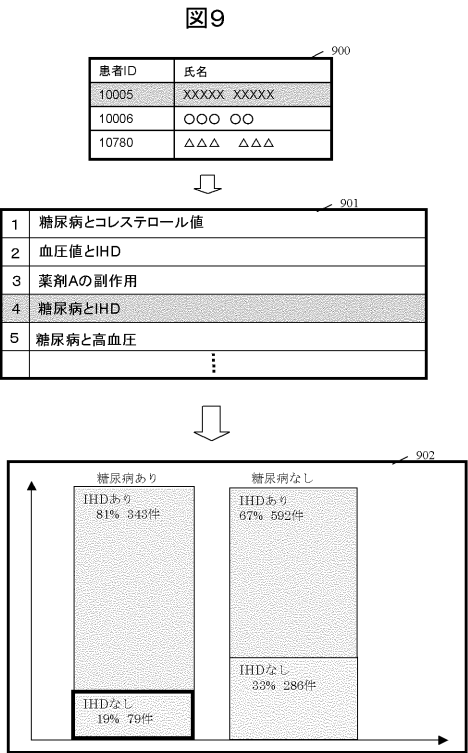 図9
900
患者ID 氏名
10005 XXXXX XXXXX
10006 ○○○ ○○
10780 △△△ △△△
901
1 糖尿病とコレステロール値
2 血圧値とIHD
3 薬剤Aの副作用
4 糖尿病とIHD
5 糖尿病と高血圧
902
糖尿病あり 糖尿病なし
IHDあり IHDあり
81% 343件 67% 592件
IHDなし
33% 286件
IHDなし
19% 79件